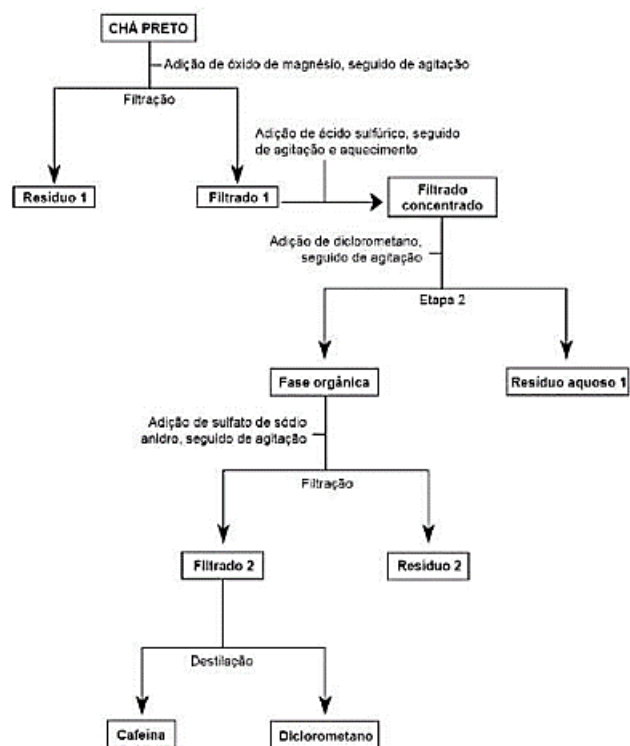 CHÁ PRETO
Adição de óxido de magnésio, seguido de agitação
Filtração
Adição de ácido sulfúrico, seguido
de agitação e aquecimento
Resíduo 1
Filtrado 1
Filtrado
concentrado
Adição de diclorometano,
seguido de agitação
Etapa 2
Fase orgânica
Resíduo aquoso 1
Adição de sulfato de sódio
anidro, seguido de agitação
Filtração
Filtrado 2
Resíduo 2
Destilação
Cafeína
Diclorometano